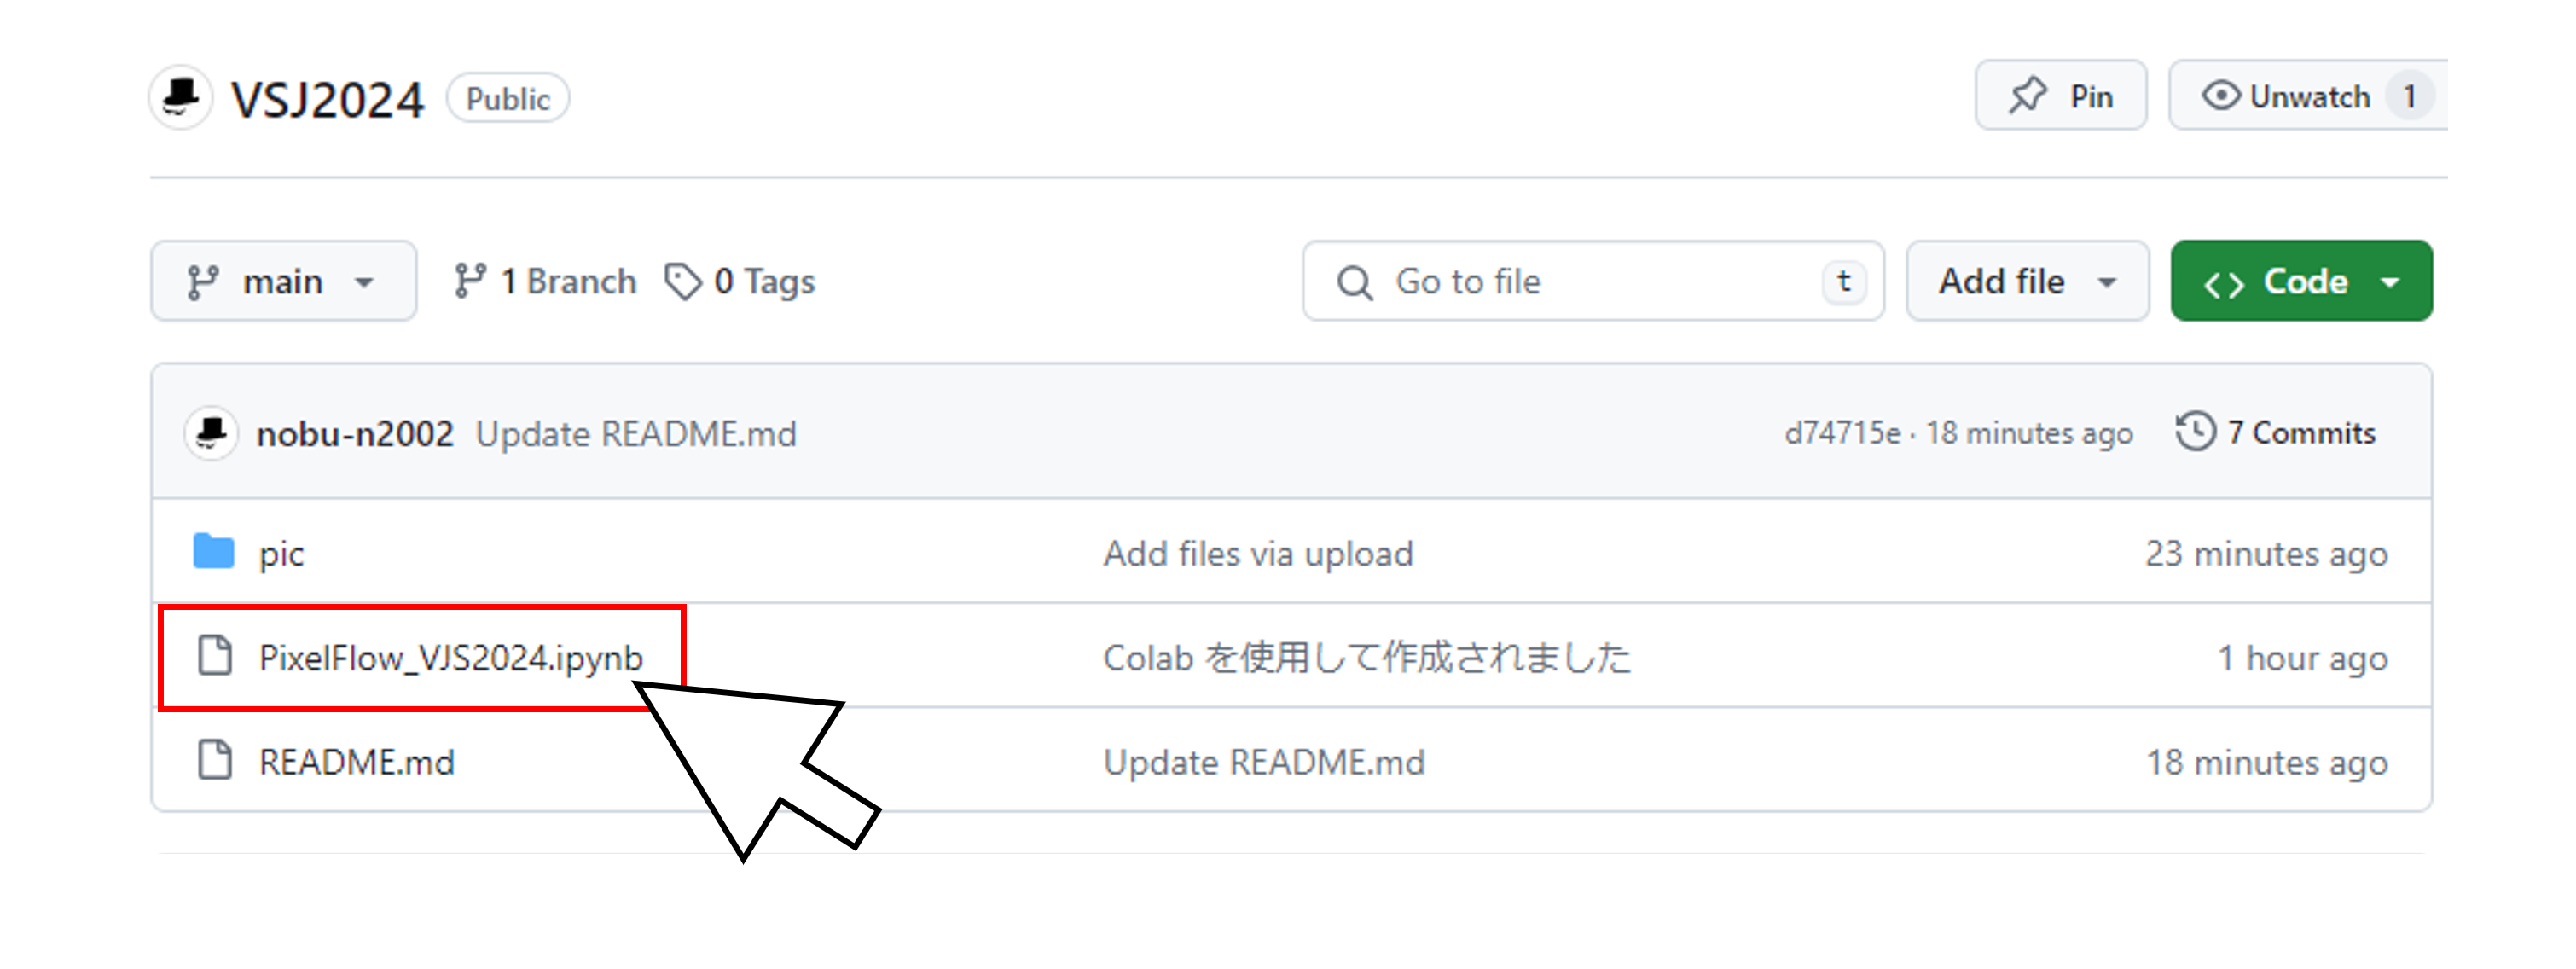 VSJ2024 Public Pin Unwatch 1
main 1 Branch 0 Tags Go to file t Add file Code
nobu-n2002 Update README.md d74715e · 18 minutes ago 7 Commits
pic Add files via upload 23 minutes ago
PixelFlow_VJS2024.ipynb Colab を使用して作成されました 1 hour ago
README.md Update README.md 18 minutes ago